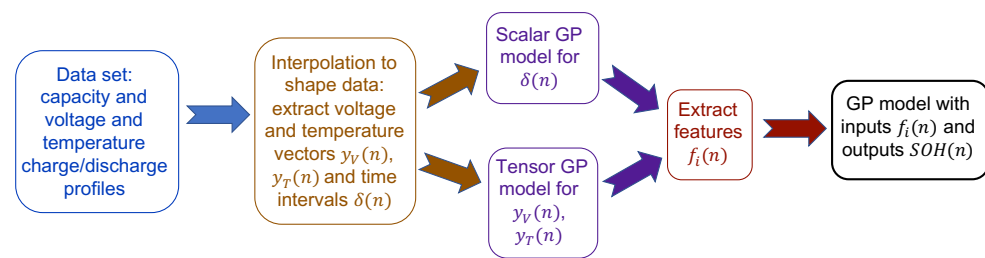 Data set:
capacity and
voltage and
temperature
charge/discharge
profiles
Interpolation to
shape data:
extract voltage
and temperature
vectors y_V(n),
y_T(n) and time
intervals δ(n)
Scalar GP
model for
δ(n)
Tensor GP
model for
y_V(n),
y_T(n)
Extract
features
f_i(n)
GP model with
inputs f_i(n) and
outputs SOH(n)